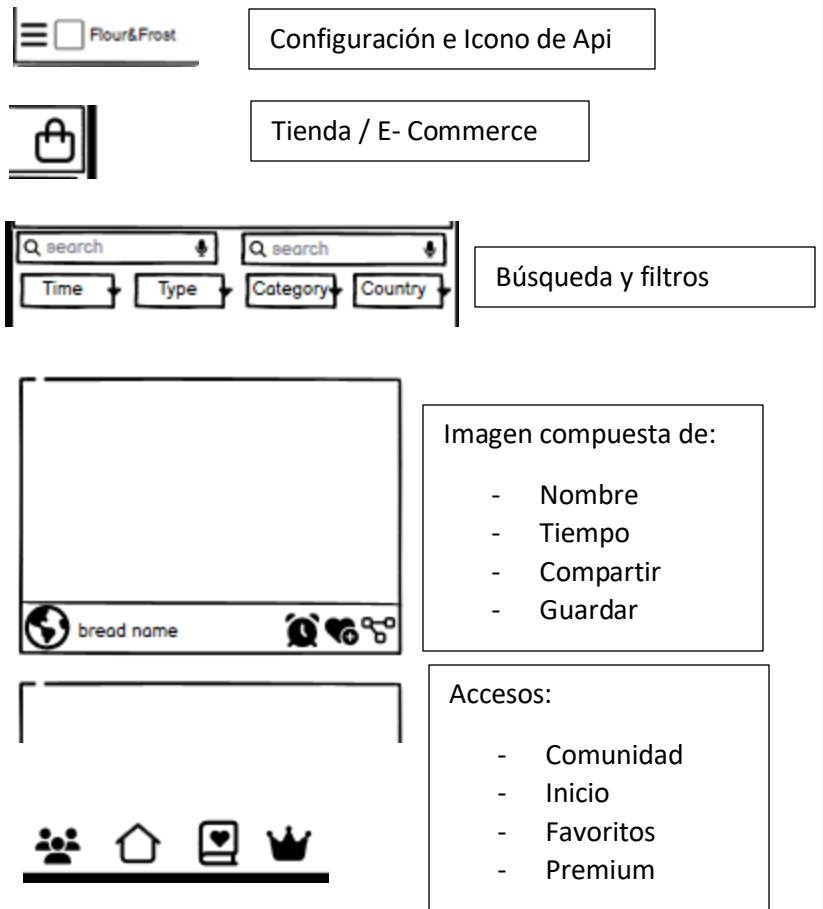 Flour&Frost
Configuración e Icono de Api
Tienda / E- Commerce
search
search
Time
Type
Category
Country
Búsqueda y filtros
Imagen compuesta de:
- Nombre
- Tiempo
- Compartir
- Guardar
bread name
Accesos:
- Comunidad
- Inicio
- Favoritos
- Premium